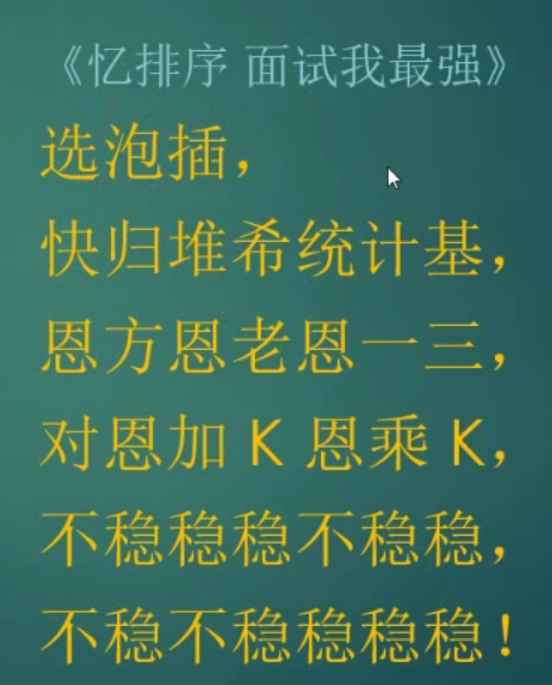 《忆排序 面试我最强》
选泡插，
快归堆希统计基，
恩方恩老恩一三，
对恩加 K 恩乘 K，
不稳稳稳不稳稳，
不稳不稳稳稳稳！